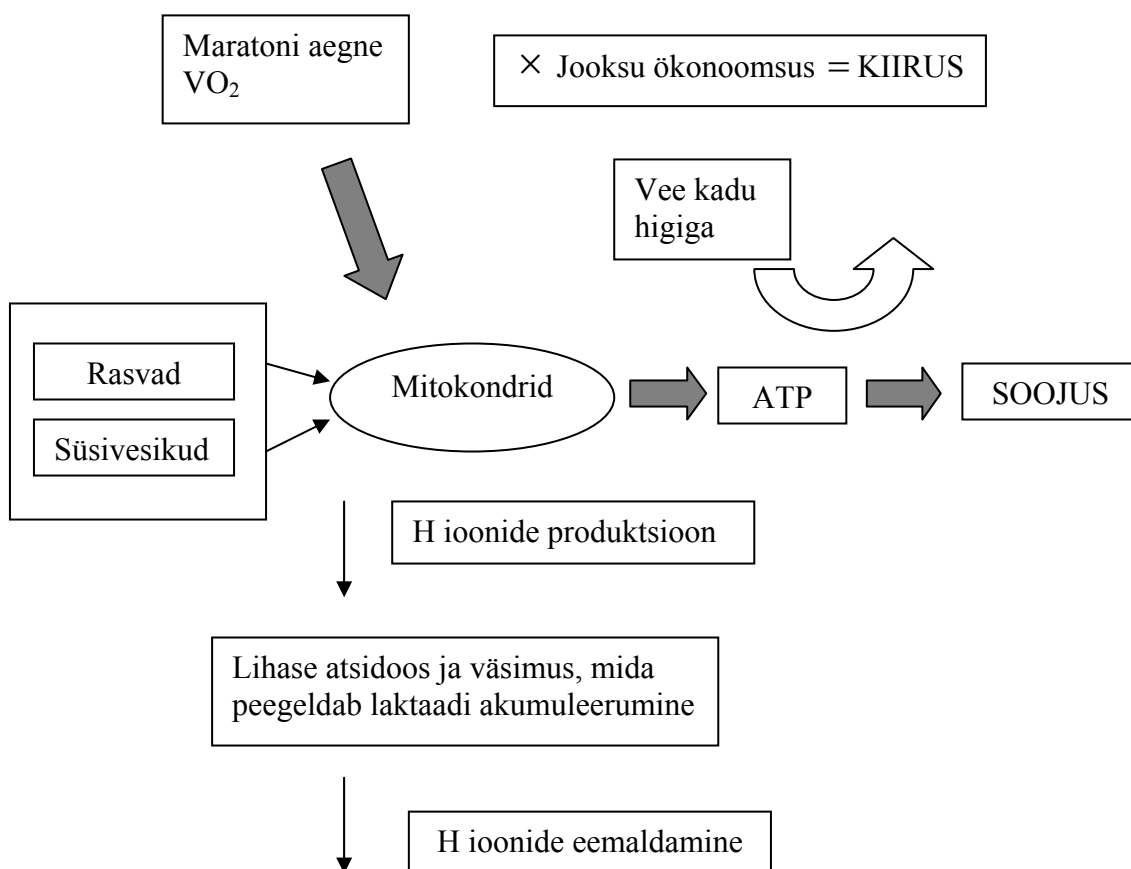 Maratoni aegne
VO₂
× Jooksu ökonoomsus = KIIRUS
Vee kadu
higiga
Rasvad
Süsivesikud
Mitokondrid
ATP
SOOJUS
H ioonide produktsioon
Lihase atsidoos ja väsimus, mida
peegeldab laktaadi akumuleerumine
H ioonide eemaldamine